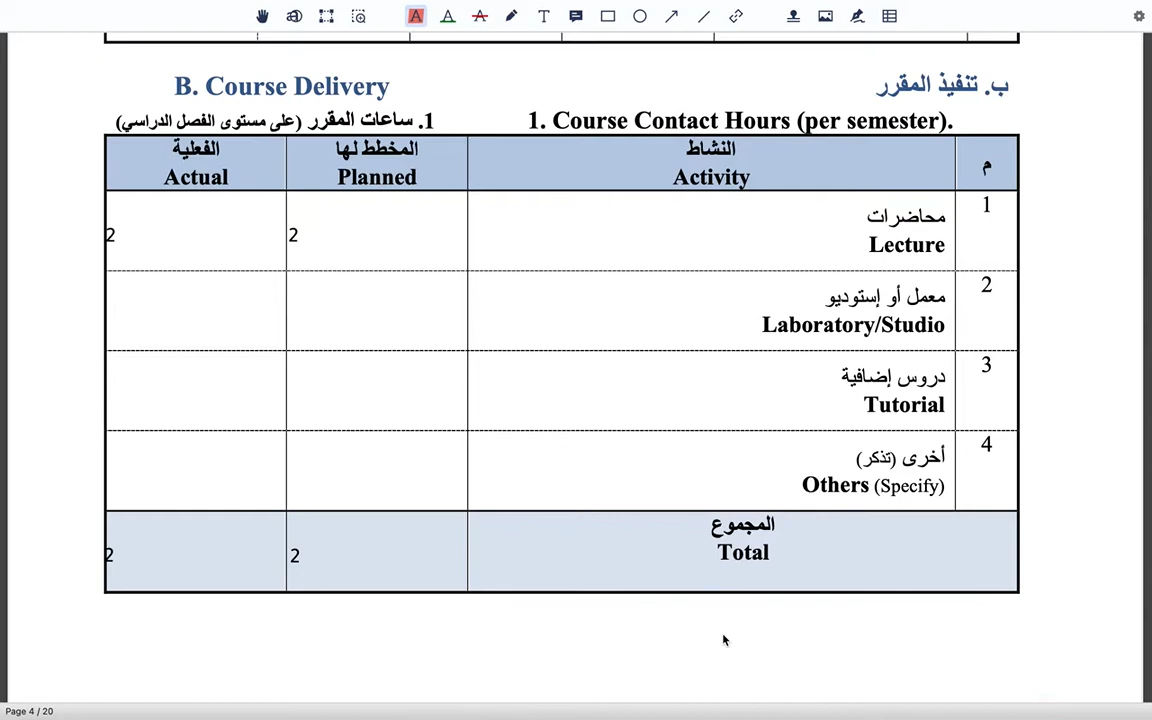 B. Course Delivery
ب. تنفيذ المقرر
1. ساعات المقرر (على مستوى الفصل الدراسي)
1. Course Contact Hours (per semester).
م
النشاط
Activity
المخطط لها
Planned
الفعلية
Actual
1
محاضرات
Lecture
2
2
2
معمل أو إستوديو
Laboratory/Studio
3
دروس إضافية
Tutorial
4
أخرى (تذكر)
Others (Specify)
المجموع
Total
2
2
Page 4 / 20